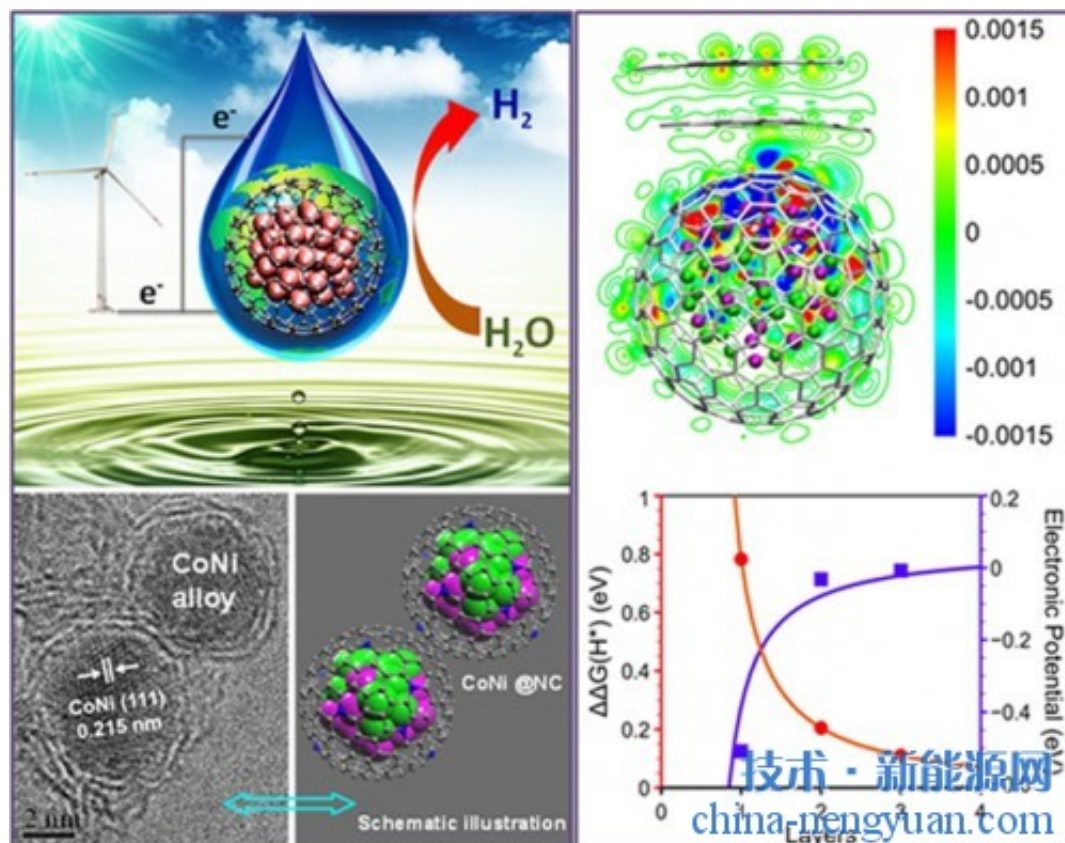 e⁻
H₂
e⁻
H₂O
0.0015
0.001
0.0005
0
-0.0005
-0.001
-0.0015
CoNi
alloy
CoNi (111)
0.215 nm
2 nm
CoNi @NC
Schematic illustration
ΔΔG(H*) (eV)
1
0.8
0.6
0.4
0.2
0
0.2
0
-0.2
-0.4
Electronic Potential (eV)
0
1
2
3
4
Layers
技术·新能源网
china-nengyuan.com